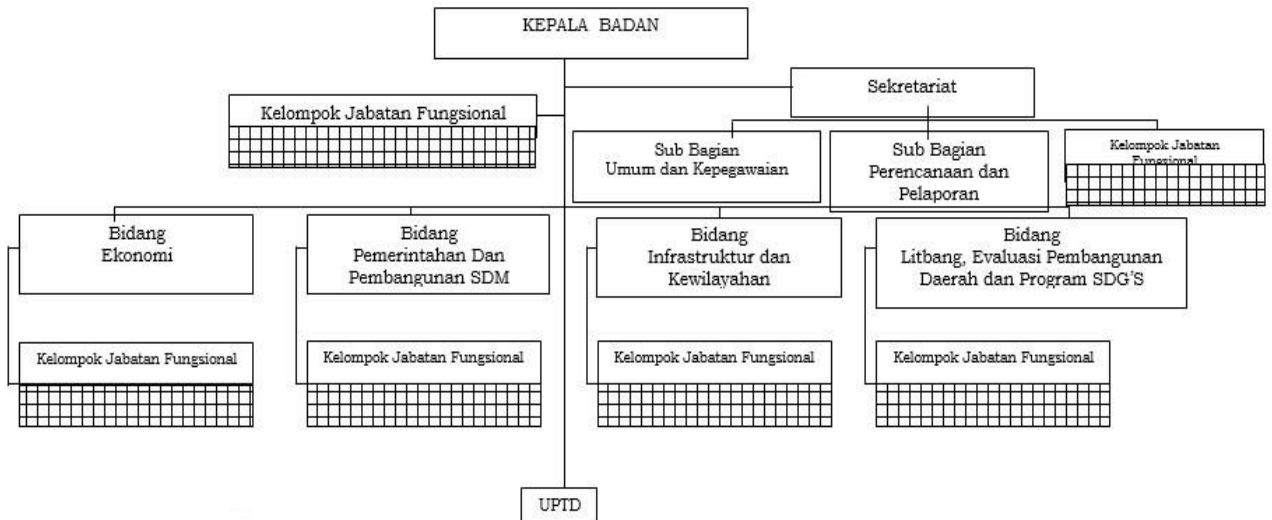 KEPALA BADAN
Sekretariat
Kelompok Jabatan Fungsional
Sub Bagian
Umum dan Kepegawaian
Sub Bagian
Perencanaan dan
Pelaporan
Kelompok Jabatan
Fungsional
Bidang
Ekonomi
Bidang
Pemerintahan Dan
Pembangunan SDM
Bidang
Infrastruktur dan
Kewilayahan
Bidang
Litbang, Evaluasi Pembangunan
Daerah dan Program SDG'S
Kelompok Jabatan Fungsional
Kelompok Jabatan Fungsional
Kelompok Jabatan Fungsional
Kelompok Jabatan Fungsional
UPTD